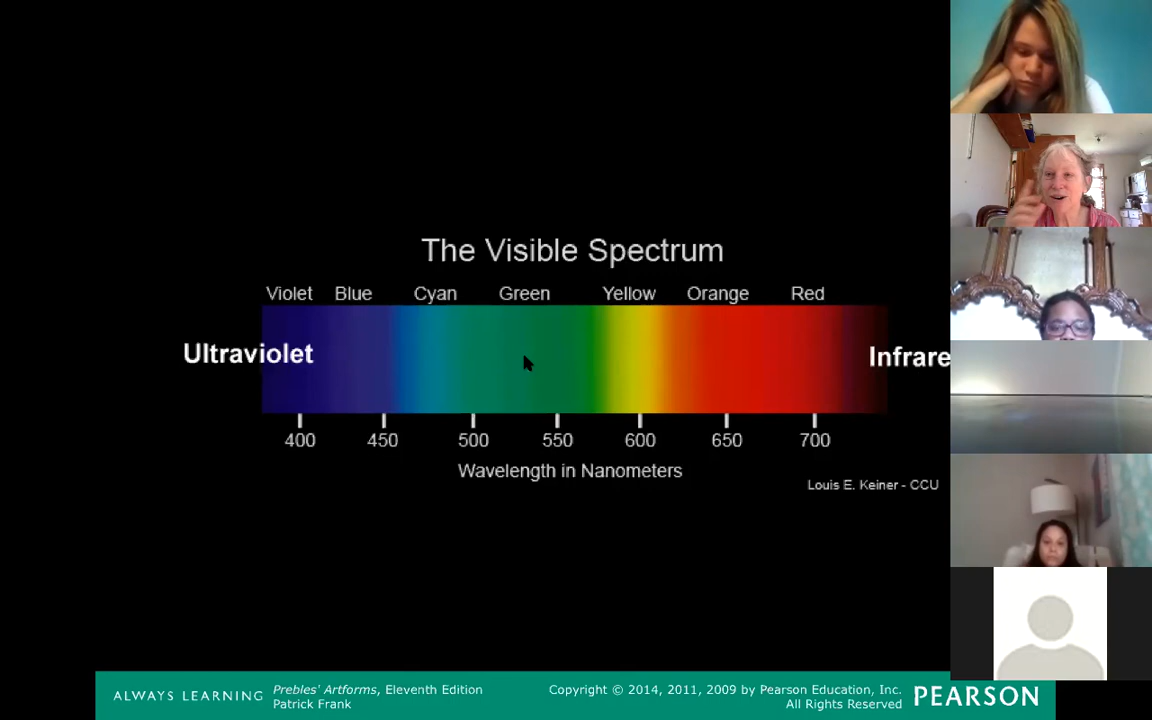 The Visible Spectrum
Violet Blue Cyan Green Yellow Orange Red
Ultraviolet Infrare
400 450 500 550 600 650 700
Wavelength in Nanometers
Louis E. Keiner - CCU
ALWAYS LEARNING
Prebles' Artforms, Eleventh Edition
Patrick Frank
Copyright © 2014, 2011, 2009 by Pearson Education, Inc.
All Rights Reserved
PEARSON